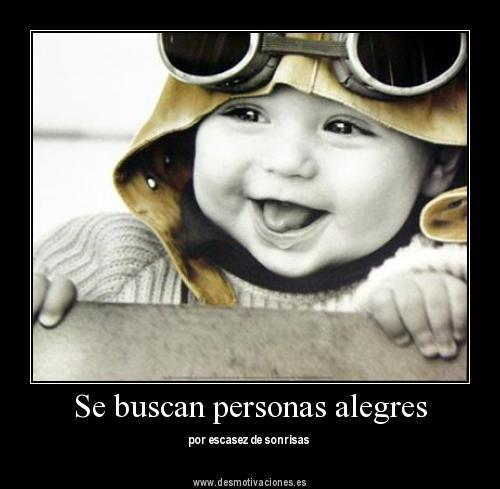 Se buscan personas alegres
por escasez de sonrisas
www.desmotivaciones.es